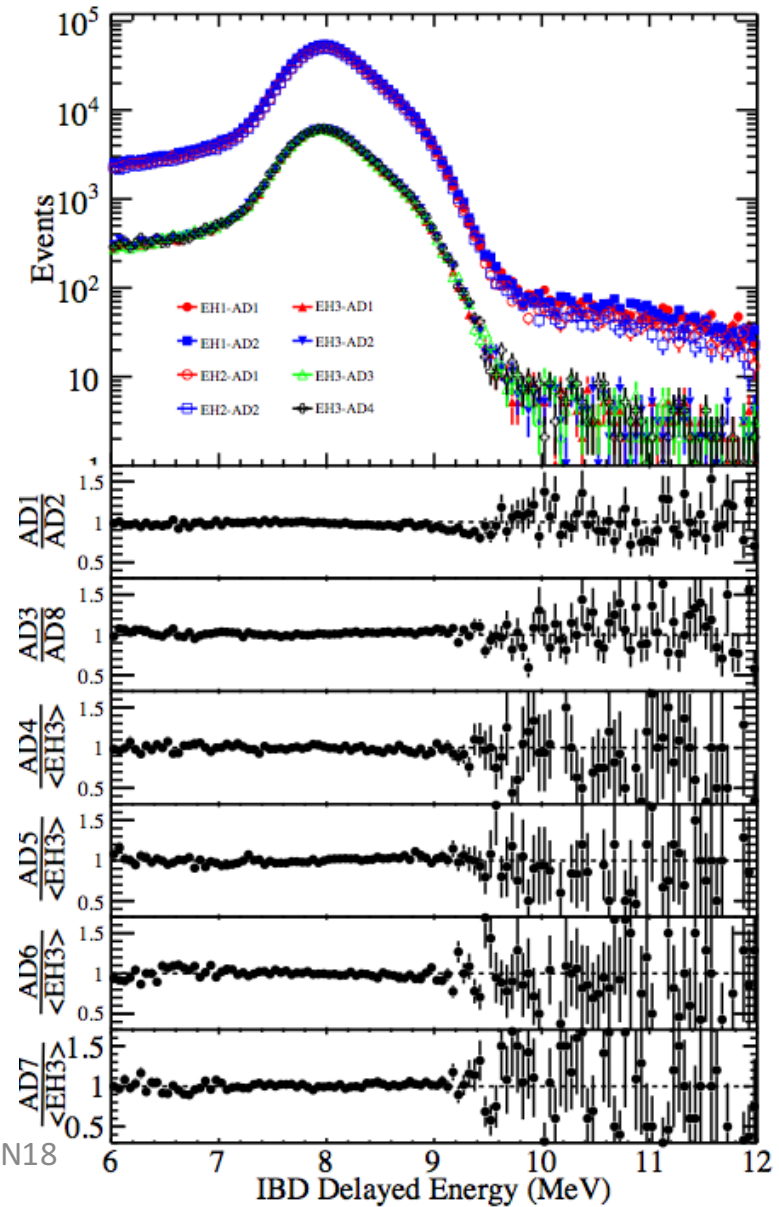 10^5
10^4
10^3
10^2
10
1
Events
EH1-AD1 EH3-AD1
EH1-AD2 EH3-AD2
EH2-AD1 EH3-AD3
EH2-AD2 EH3-AD4
AD1
AD2
1.5
1
0.5
AD3
AD8
1.5
1
0.5
AD4
<EH3>
1.5
1
0.5
AD5
<EH3>
1.5
1
0.5
AD6
<EH3>
1.5
1
0.5
AD7
<EH3>
1.5
1
0.5
N18
6 7 8 9 10 11 12
IBD Delayed Energy (MeV)